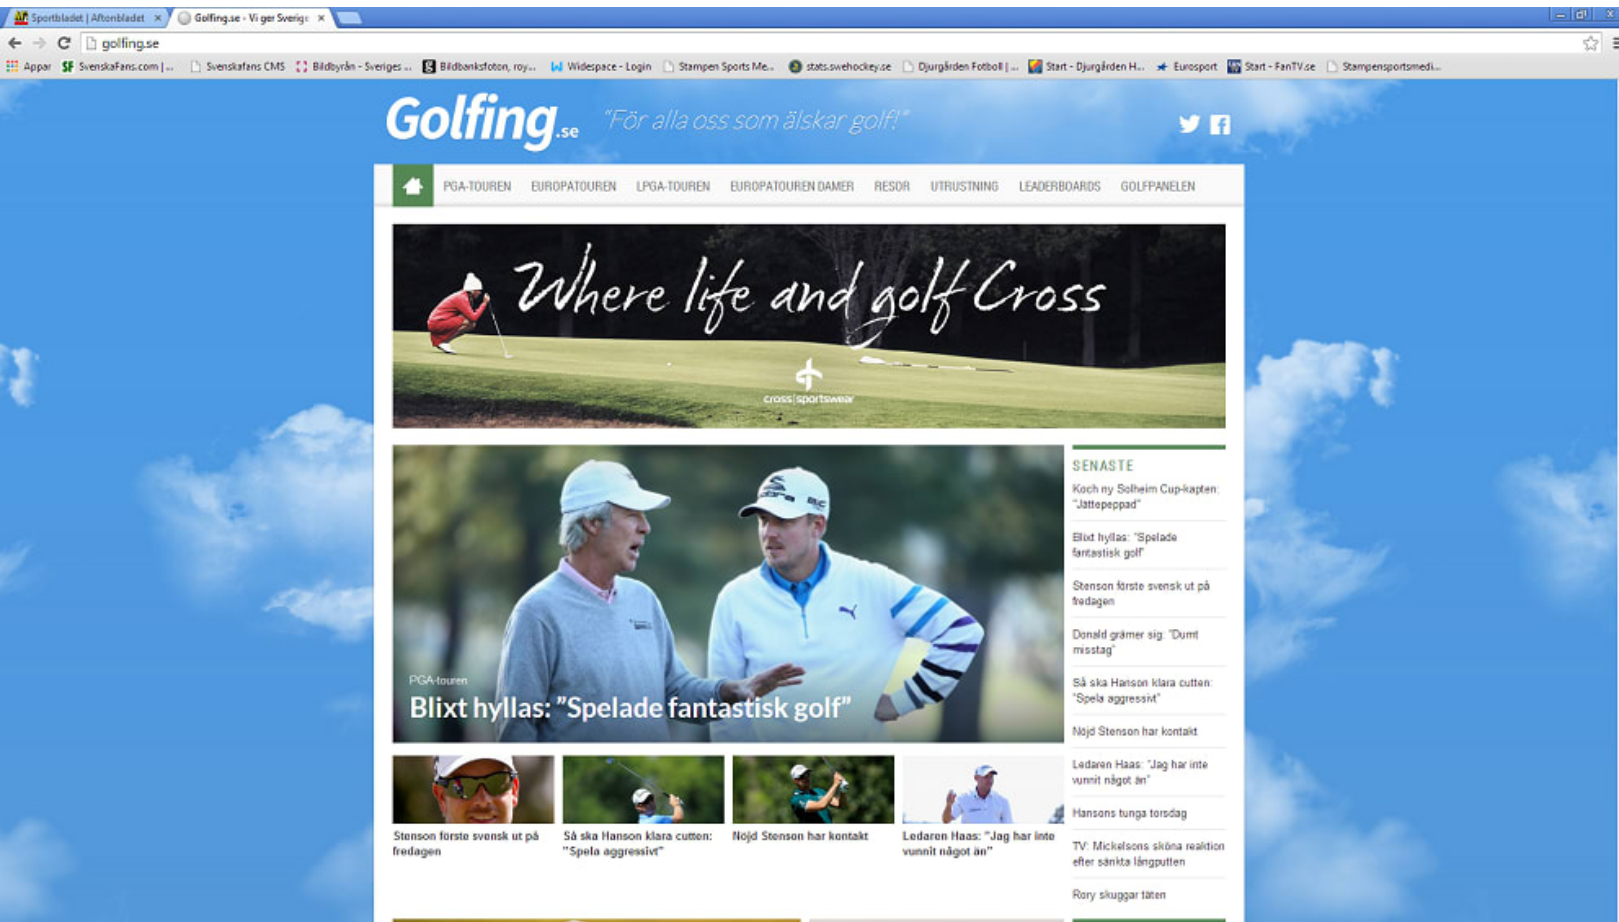 Sportbladet | Aftonbladet
Golfing.se - Vi ger Sverige
golfing.se
Appar
SvenskaFans.com | ...
Svenskafans CMS
Bildbyrån - Sveriges ...
Bildbanksfoton, roy...
Widespace - Login
Stampen Sports Me...
stats.swehockey.se
Djurgården Fotboll | ...
Start - Djurgården H...
Eurosport
Start - FanTV.se
Stampensportsmedi...
Golfing.se
"För alla oss som älskar golf!"
PGA-TOUREN EUROPATOUREN LPGA-TOUREN EUROPATOUREN DAMER RESOR UTRUSTNING LEADERBOARDS GOLFPANELEN
Where life and golf Cross
cross|sportswear
PGA-touren
Blixt hyllas: "Spelade fantastisk golf"
Stenson förste svensk ut på
fredagen
Så ska Hanson klara cutten:
"Spela aggressivt"
Nöjd Stenson har kontakt
Ledaren Haas: "Jag har inte
vunnit något än"
SENASTE
Koch ny Solheim Cup-kapten:
"Jättepeppad"
Blixt hyllas: "Spelade
fantastisk golf"
Stenson förste svensk ut på
fredagen
Donald grämer sig: "Dumt
misstag"
Så ska Hanson klara cutten:
"Spela aggressivt"
Nöjd Stenson har kontakt
Ledaren Haas: "Jag har inte
vunnit något än"
Hansons tunga torsdag
TV: Mickelsons sköna reaktion
efter sänkta långputten
Rory skuggar täten